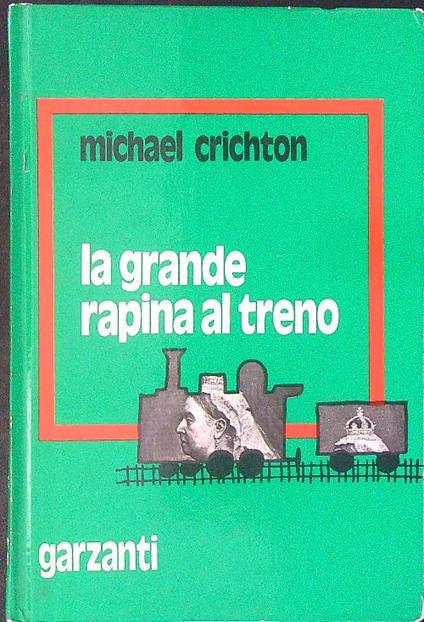 michael crichton
la grande
rapina al treno
garzanti